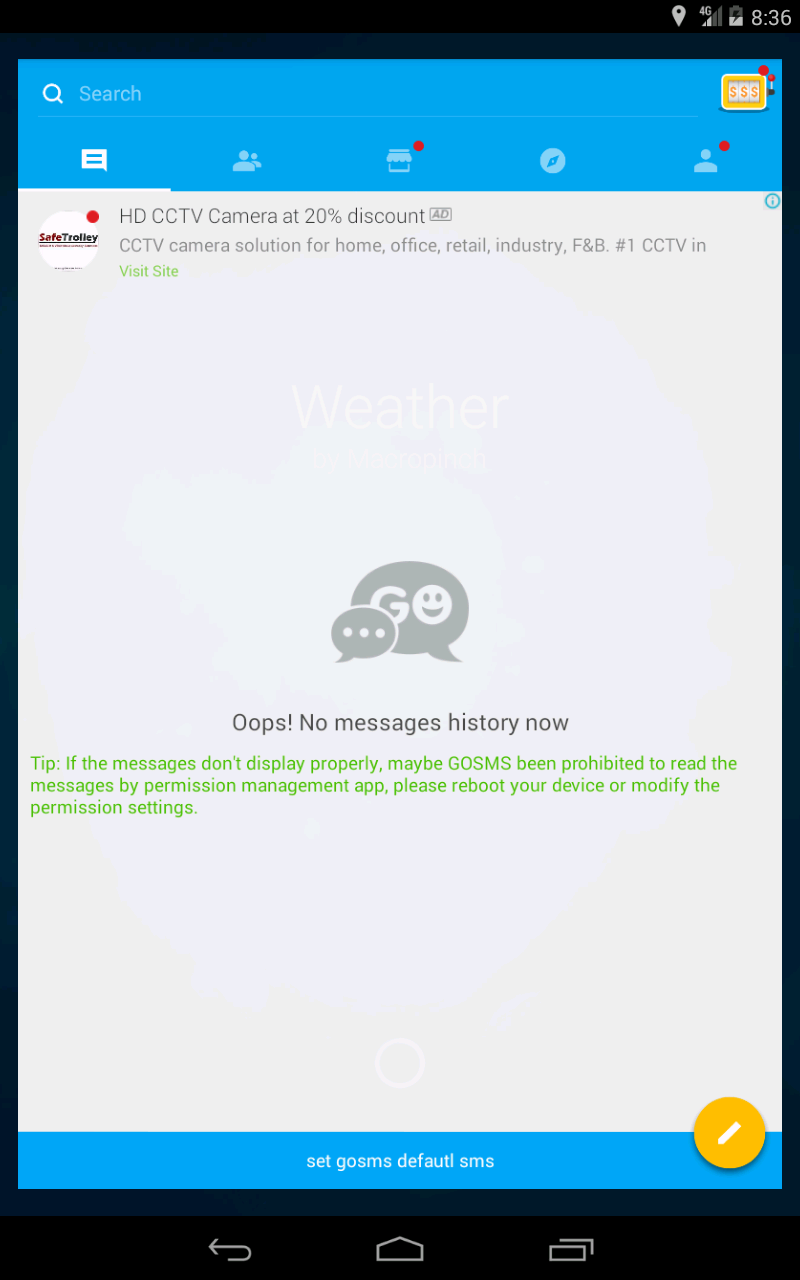 4G 8:36
Search
$$$
HD CCTV Camera at 20% discount AD
SafeTrolley
CCTV camera solution for home, office, retail, industry, F&B. #1 CCTV in
Visit Site
Weather
by Macropinch
GO
Oops! No messages history now
Tip: If the messages don't display properly, maybe GOSMS been prohibited to read the
messages by permission management app, please reboot your device or modify the
permission settings.
set gosms defautl sms